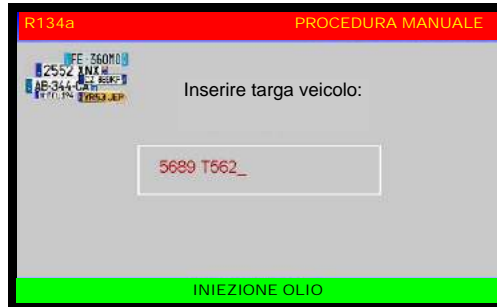 R134a PROCEDURA MANUALE
Inserire targa veicolo:
5689 T562_
INIEZIONE OLIO